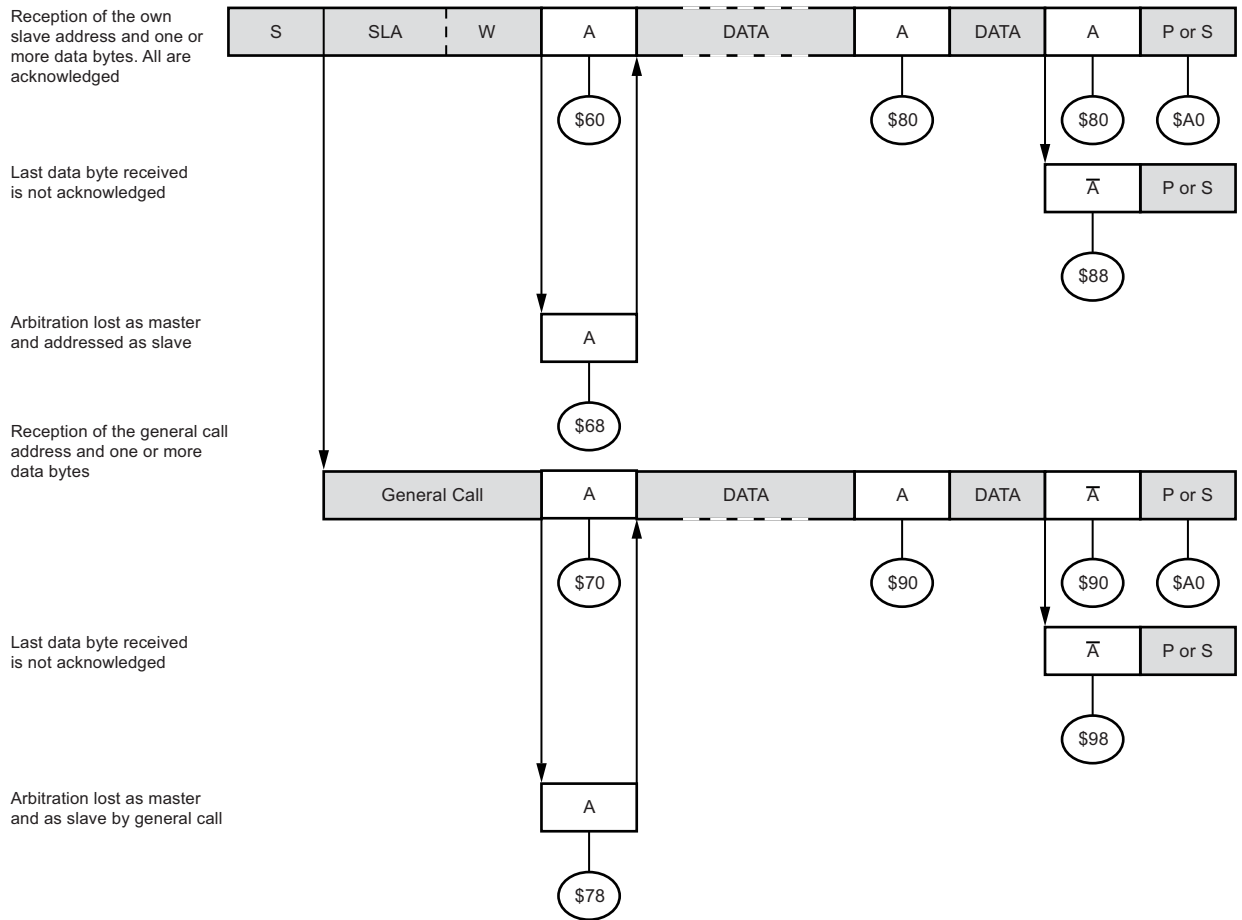 Reception of the own
slave address and one or
more data bytes. All are
acknowledged
S SLA W A DATA A DATA A P or S
$60 $80 $80 $A0
Last data byte received
is not acknowledged
A̅ P or S
$88
Arbitration lost as master
and addressed as slave
A
$68
Reception of the general call
address and one or more
data bytes
General Call A DATA A DATA A̅ P or S
$70 $90 $90 $A0
Last data byte received
is not acknowledged
A̅ P or S
$98
Arbitration lost as master
and as slave by general call
A
$78